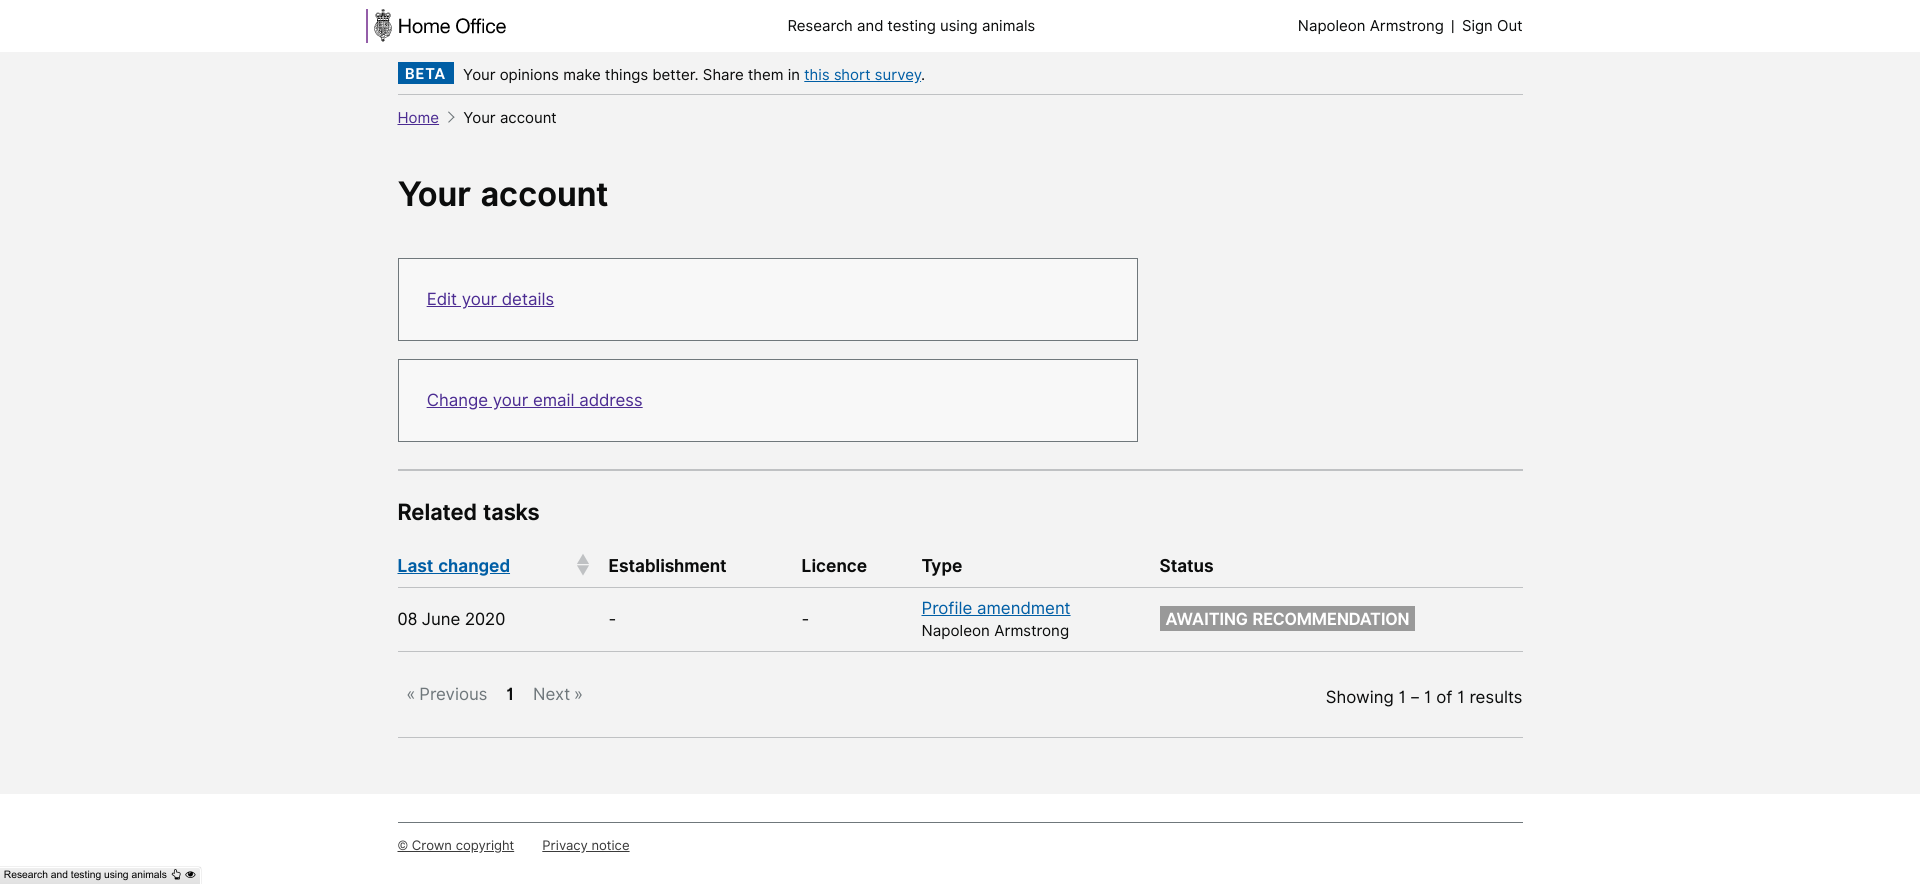 Home Office
Research and testing using animals
Napoleon Armstrong | Sign Out
BETA Your opinions make things better. Share them in this short survey.
Home > Your account
Your account
Edit your details
Change your email address
Related tasks
Last changed Establishment Licence Type Status
08 June 2020 - - Profile amendment AWAITING RECOMMENDATION
Napoleon Armstrong
« Previous 1 Next »
Showing 1 – 1 of 1 results
© Crown copyright Privacy notice
Research and testing using animals